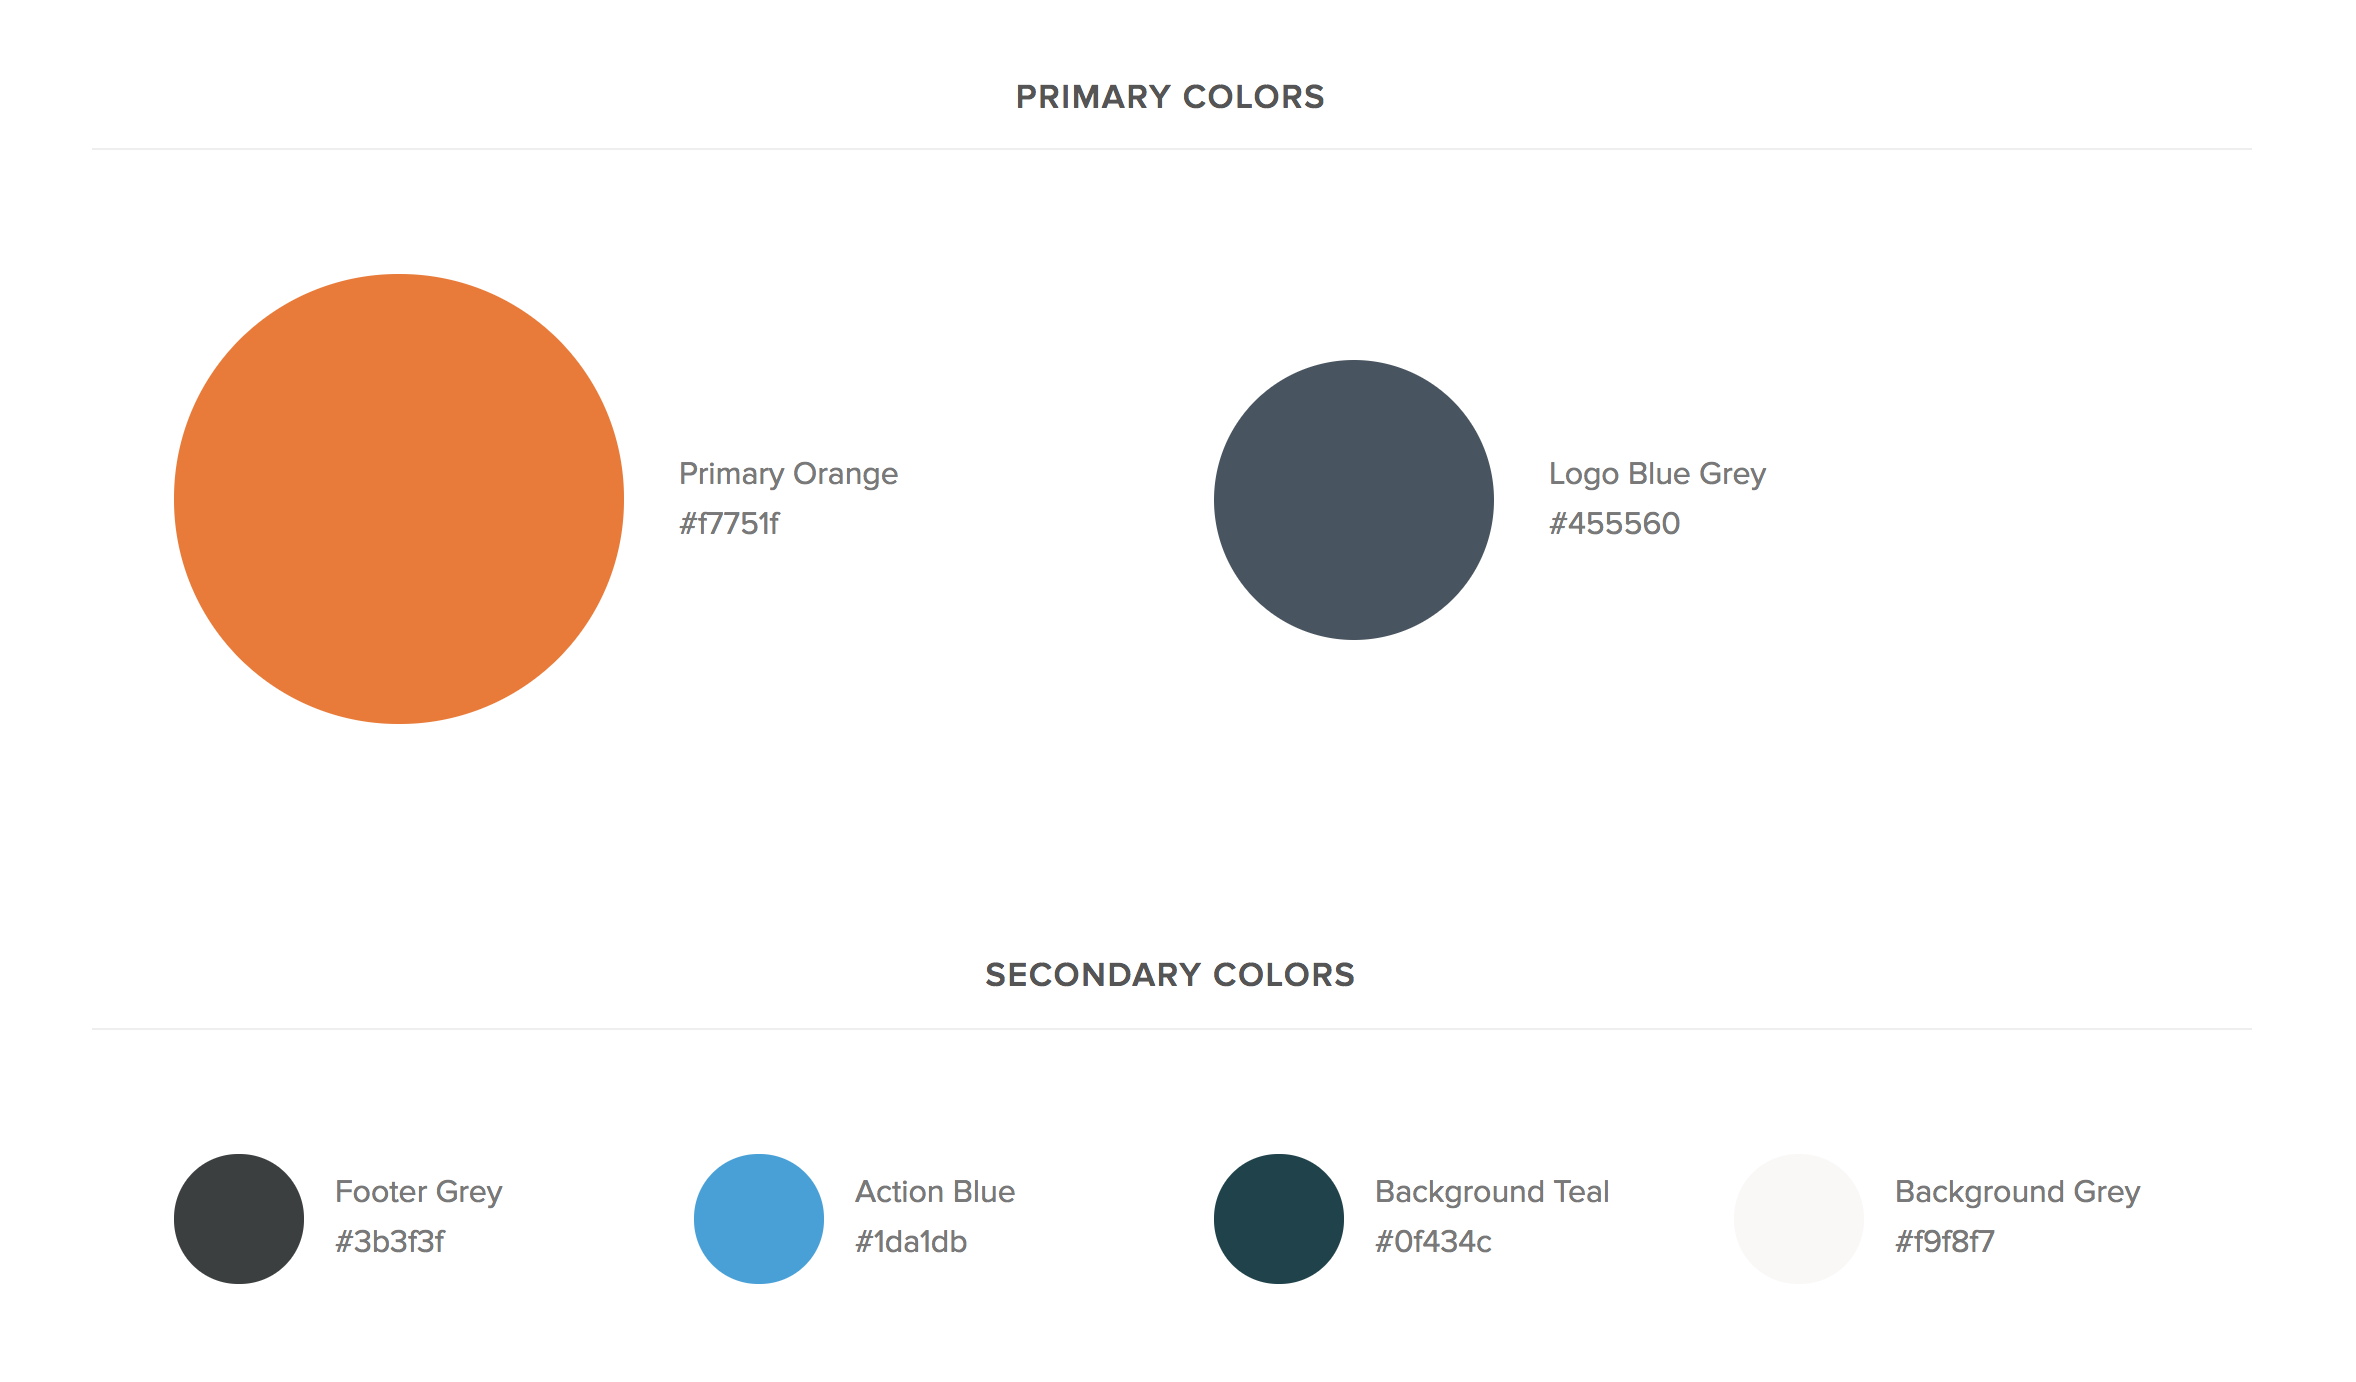 PRIMARY COLORS
Primary Orange
#f7751f
Logo Blue Grey
#455560
SECONDARY COLORS
Footer Grey
#3b3f3f
Action Blue
#1da1db
Background Teal
#0f434c
Background Grey
#f9f8f7